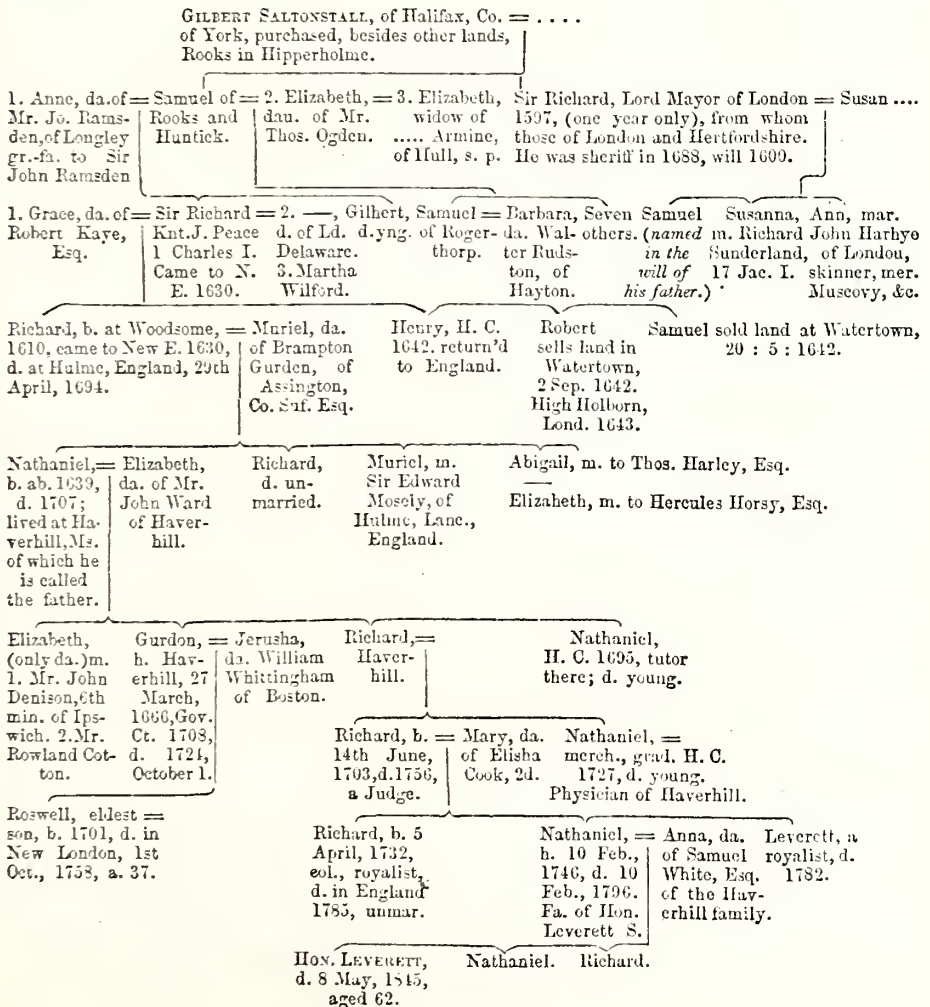 GILBERT SALTONSTALL, of Halifax, Co. = . . . .
of York, purchased, besides other lands,
Rooks in Hipperholme.
1. Anne, da. of =
Mr. Jo. Rams-
den, of Longley
gr.-fa. to Sir
John Ramsden
Samuel of =
Rooks and
Huntick.
2. Elizabeth, =
dau. of Mr.
Thos. Ogden.
3. Elizabeth,
widow of
..... Armine,
of Hull, s. p.
Sir Richard, Lord Mayor of London = Susan ....
1597, (one year only), from whom
those of London and Hertfordshire.
He was sheriff in 1688, will 1600.
1. Grace, da. of =
Robert Kaye,
Esq.
Sir Richard =
Knt. J. Peace
1 Charles I.
Came to N.
E. 1630.
2. —,
d. of Ld.
Delaware.
3. Martha
Wilford.
Gilbert,
d. yng.
Samuel =
of Roger-
thorp.
Barbara,
da. Wal-
ter Ruds-
ton, of
Hayton.
Seven
others.
Samuel
(named
in the
will of
his father.)
Susanna,
m. Richard
Sunderland,
17 Jac. I.
Ann, mar.
John Harhye
of London,
skinner, mer.
Muscovy, &c.
Richard, b. at Woodsome, =
1610, came to New E. 1630,
d. at Hulme, England, 29th
April, 1694.
Muriel, da.
of Brampton
Gurden, of
Assington,
Co. Suf. Esq.
Henry, H. C.
1642. return'd
to England.
Robert
sells land in
Watertown,
2 Sep. 1642.
High Holborn,
Lond. 1643.
Samuel sold land at Watertown,
20 : 5 : 1642.
Nathaniel, =
b. ab. 1639,
d. 1707;
lived at Ha-
verhill, Ms.
of which he
is called
the father.
Elizabeth,
da. of Mr.
John Ward
of Haver-
hill.
Richard,
d. un-
married.
Muriel, m.
Sir Edward
Mosely, of
Hulme, Lanc.,
England.
Abigail, m. to Thos. Harley, Esq.
—
Elizabeth, m. to Hercules Horsy, Esq.
Elizabeth,
(only da.) m.
1. Mr. John
Denison, 6th
min. of Ips-
wich. 2. Mr.
Rowland Cot-
ton.
Gurdon, =
b. Hav-
erhill, 27
March,
1666, Gov.
Ct. 1708,
d. 1724,
October 1.
Jerusha,
da. William
Whittingham
of Boston.
Richard, =
Haver-
hill.
Nathaniel,
H. C. 1695, tutor
there; d. young.
Richard, b. =
14th June,
1703, d. 1756,
a Judge.
Mary, da.
of Elisha
Cook, 2d.
Nathaniel, =
merch., grad. H. C.
1727, d. young.
Physician of Haverhill.
Roswell, eldest =
son, b. 1701, d. in
New London, 1st
Oct., 1758, a. 37.
Richard, b. 5
April, 1732,
col., royalist,
d. in England
1785, unmar.
Nathaniel, =
b. 10 Feb.,
1746, d. 10
Feb., 1796.
Fa. of Hon.
Leverett S.
Anna, da.
of Samuel
White, Esq.
of the Hav-
erhill family.
Leverett, a
royalist, d.
1782.
HON. LEVERETT,
d. 8 May, 1845,
aged 62.
Nathaniel.
Richard.